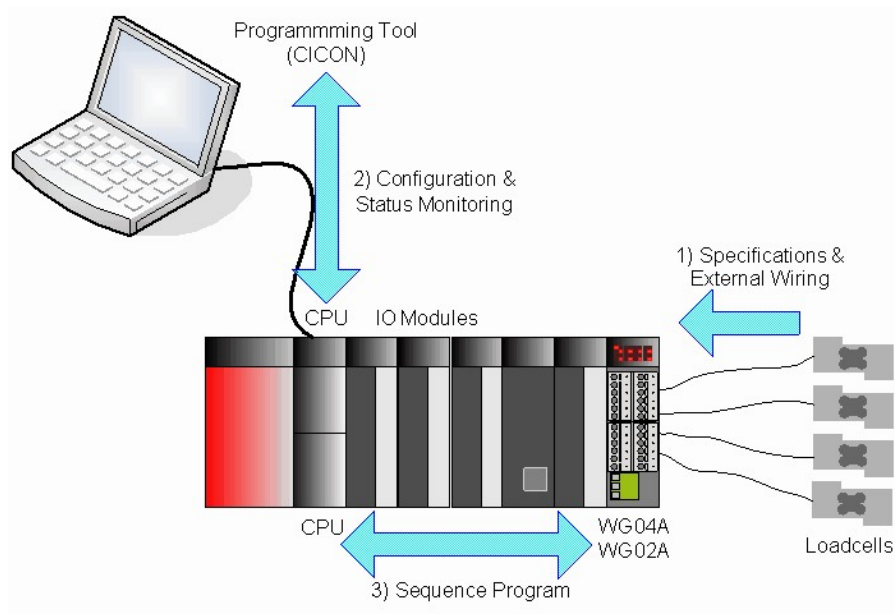 Programmming Tool
(CICON)
2) Configuration &
Status Monitoring
1) Specifications &
External Wiring
CPU
IO Modules
CPU
WG04A
WG02A
Loadcells
3) Sequence Program